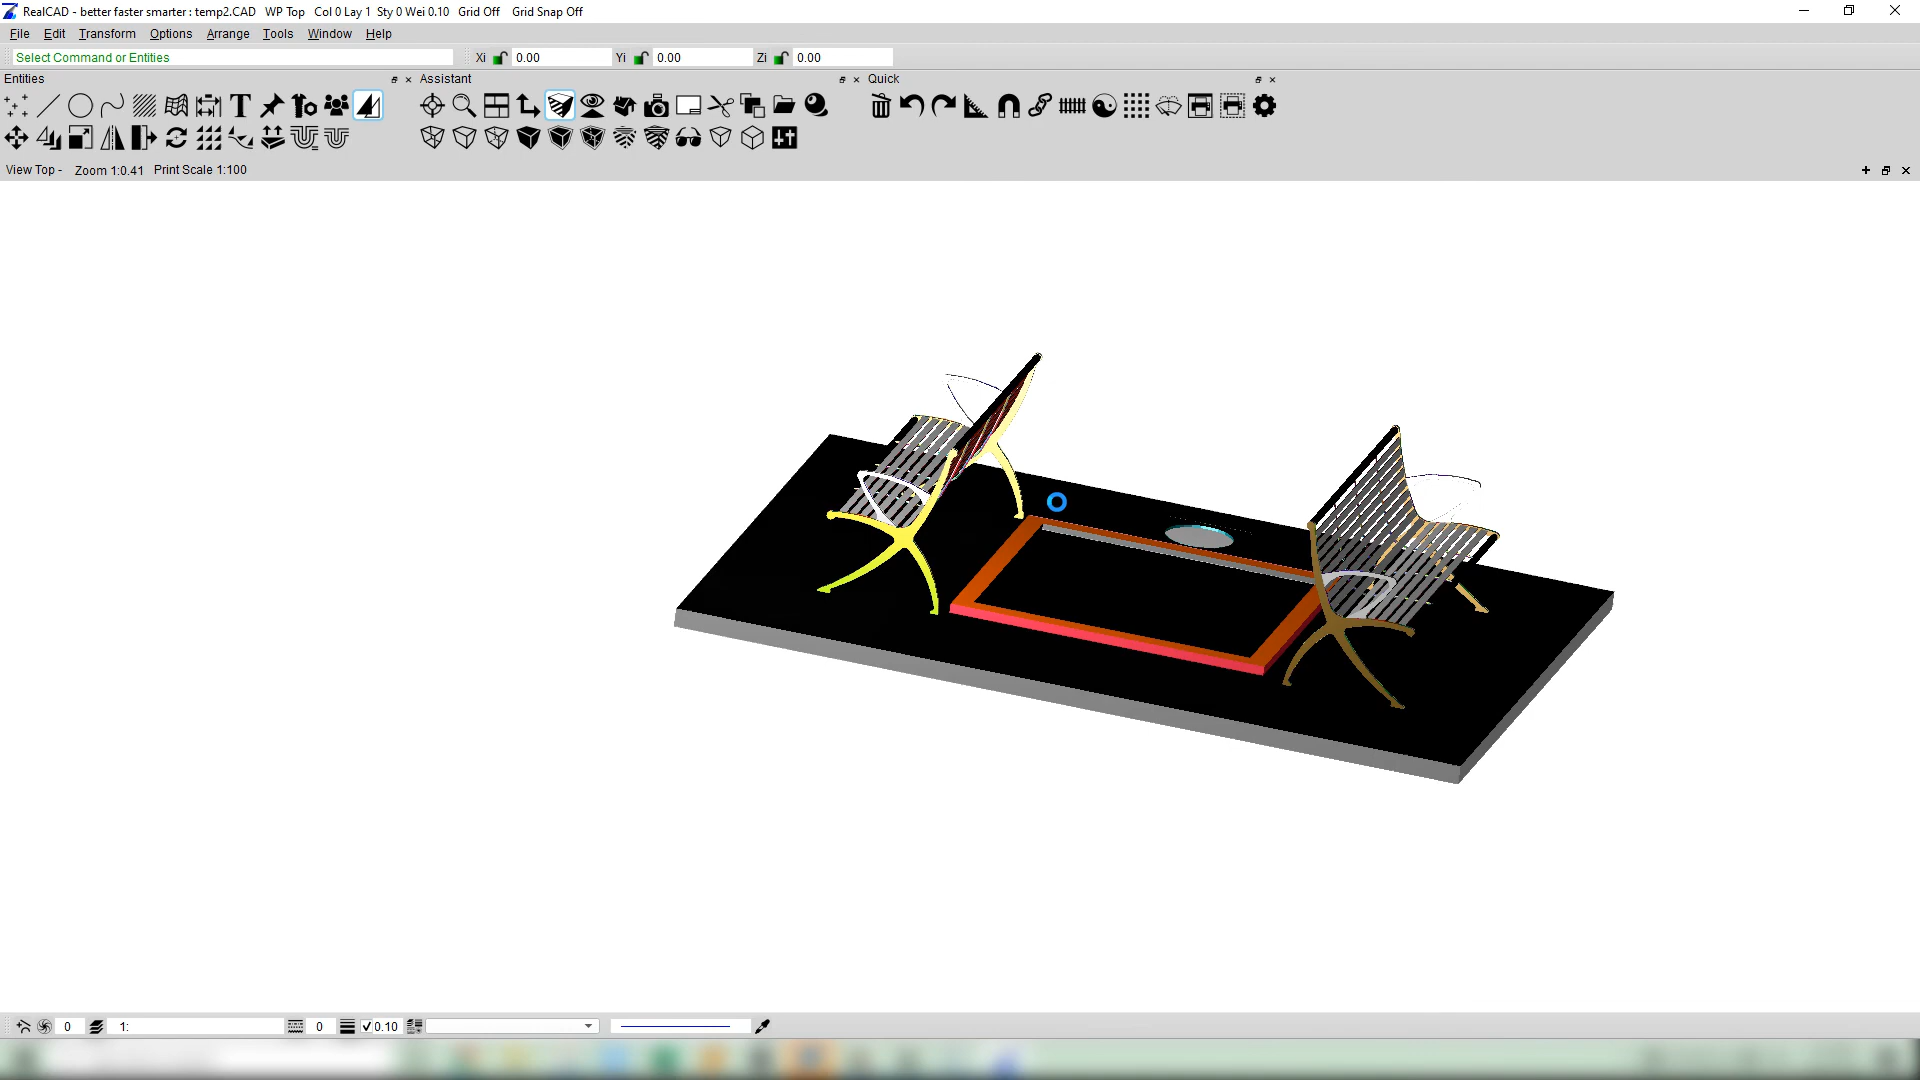 RealCAD - better faster smarter : temp2.CAD   WP Top   Col 0 Lay 1  Sty 0 Wei 0.10   Grid Off   Grid Snap Off
File  Edit  Transform  Options  Arrange  Tools  Window  Help
Select Command or Entities  Xi  0.00  Yi  0.00  Zi  0.00
Entities  Assistant  Quick
View Top -  Zoom 1:0.41  Print Scale 1:100
0  1:  0  0.10